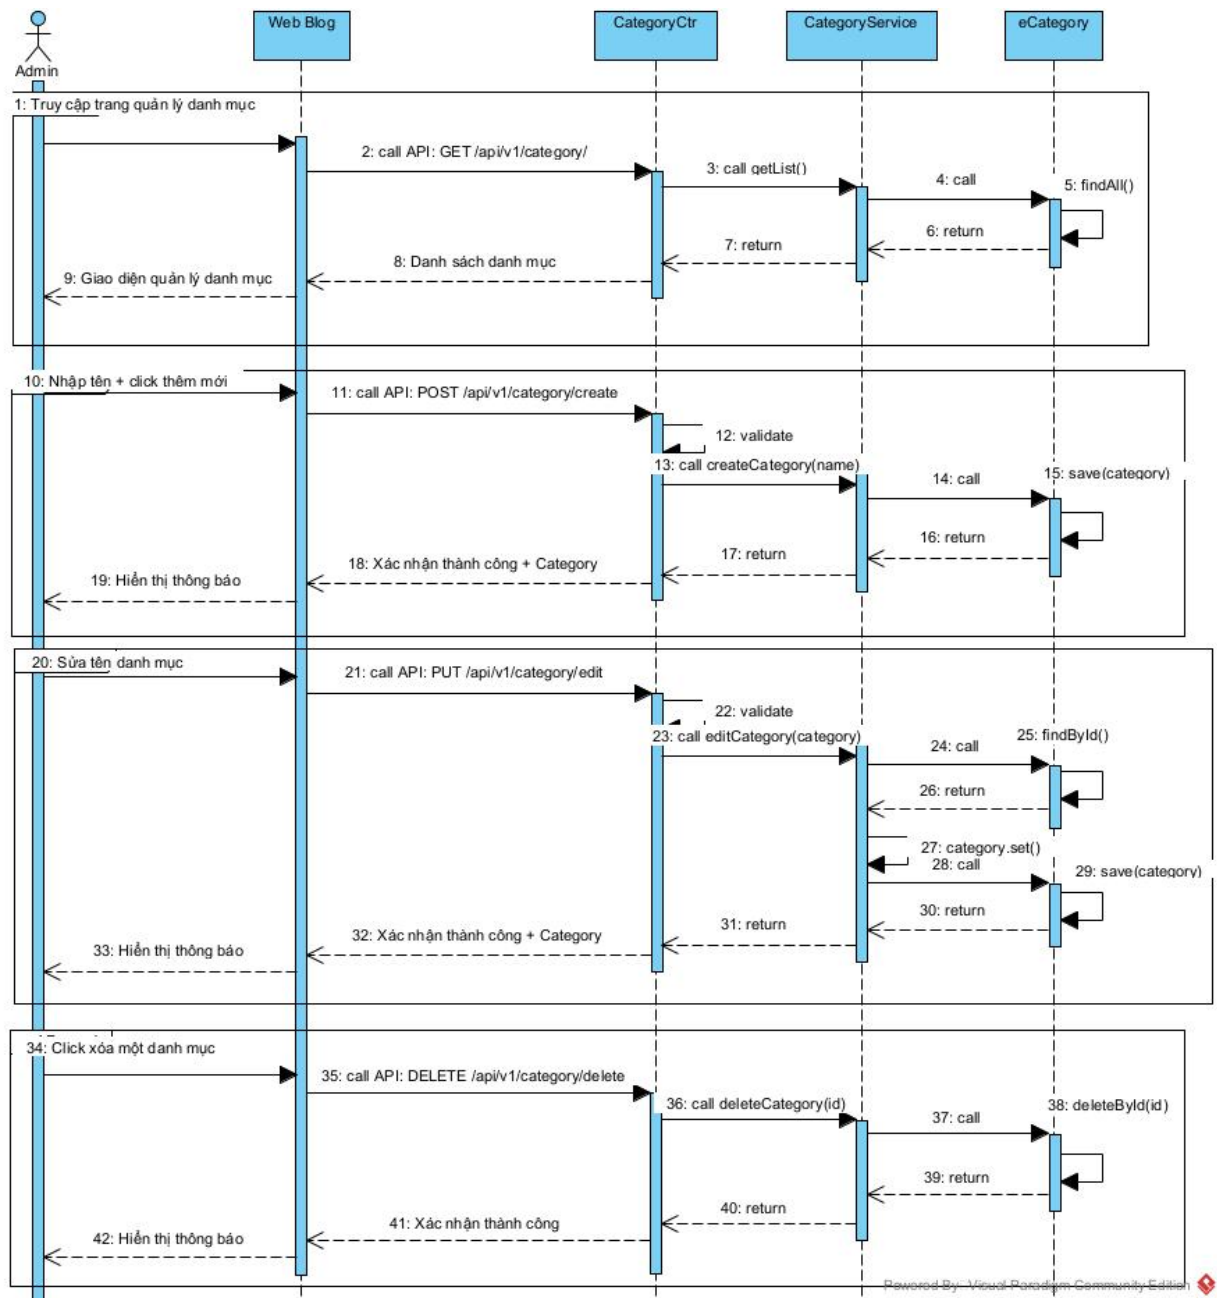 Web Blog
CategoryCtr
CategoryService
eCategory
Admin
1: Truy cập trang quản lý danh mục
2: call API: GET /api/v1/category/
3: call getList()
4: call
5: findAll()
6: return
7: return
8: Danh sách danh mục
9: Giao diện quản lý danh mục
10: Nhập tên + click thêm mới
11: call API: POST /api/v1/category/create
12: validate
13: call createCategory(name)
14: call
15: save(category)
16: return
17: return
18: Xác nhận thành công + Category
19: Hiển thị thông báo
20: Sửa tên danh mục
21: call API: PUT /api/v1/category/edit
22: validate
23: call editCategory(category)
24: call
25: findById()
26: return
27: category.set()
28: call
29: save(category)
30: return
31: return
32: Xác nhận thành công + Category
33: Hiển thị thông báo
34: Click xóa một danh mục
35: call API: DELETE /api/v1/category/delete
36: call deleteCategory(id)
37: call
38: deleteById(id)
39: return
40: return
41: Xác nhận thành công
42: Hiển thị thông báo
Powered By: Visual Paradigm Community Edition